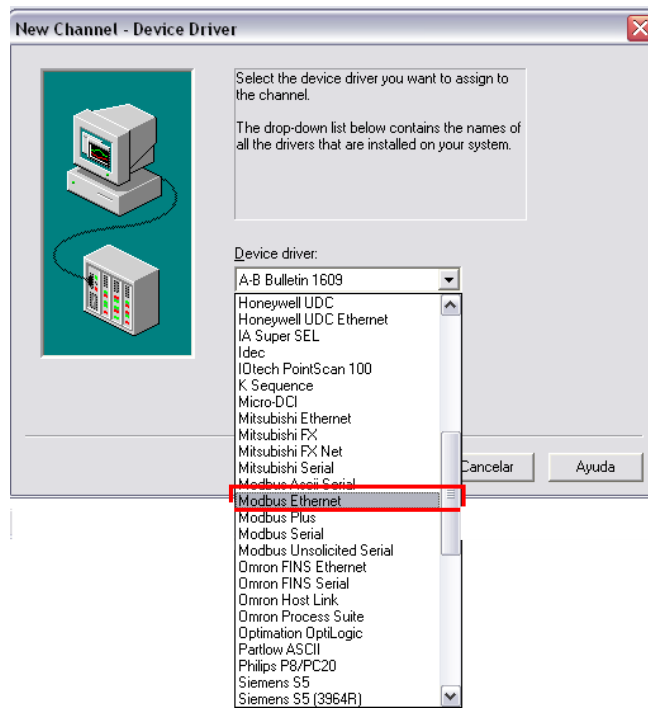 New Channel - Device Driver
Select the device driver you want to assign to
the channel.
The drop-down list below contains the names of
all the drivers that are installed on your system.
Device driver:
A-B Bulletin 1609
Honeywell UDC
Honeywell UDC Ethernet
IA Super SEL
Idec
IOtech PointScan 100
K Sequence
Micro-DCI
Mitsubishi Ethernet
Mitsubishi FX
Mitsubishi FX Net
Mitsubishi Serial
Cancelar
Ayuda
Modbus Ascii Serial
Modbus Ethernet
Modbus Plus
Modbus Serial
Modbus Unsolicited Serial
Omron FINS Ethernet
Omron FINS Serial
Omron Host Link
Omron Process Suite
Optimation OptiLogic
Partlow ASCII
Philips P8/PC20
Siemens S5
Siemens S5 (3964R)